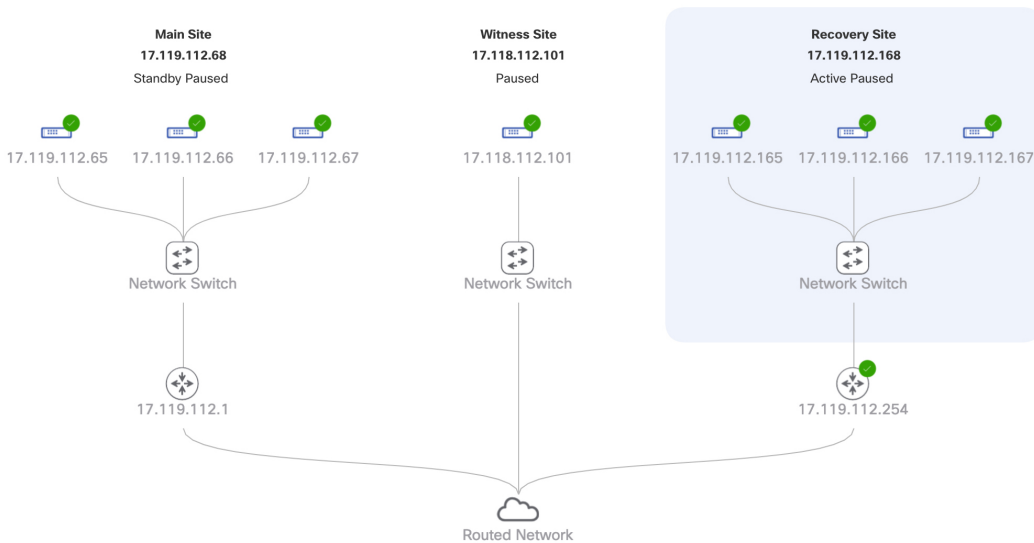 Main Site
17.119.112.68
Standby Paused
Witness Site
17.118.112.101
Paused
Recovery Site
17.119.112.168
Active Paused
17.119.112.65
17.119.112.66
17.119.112.67
17.118.112.101
17.119.112.165
17.119.112.166
17.119.112.167
Network Switch
Network Switch
Network Switch
17.119.112.1
17.119.112.254
Routed Network